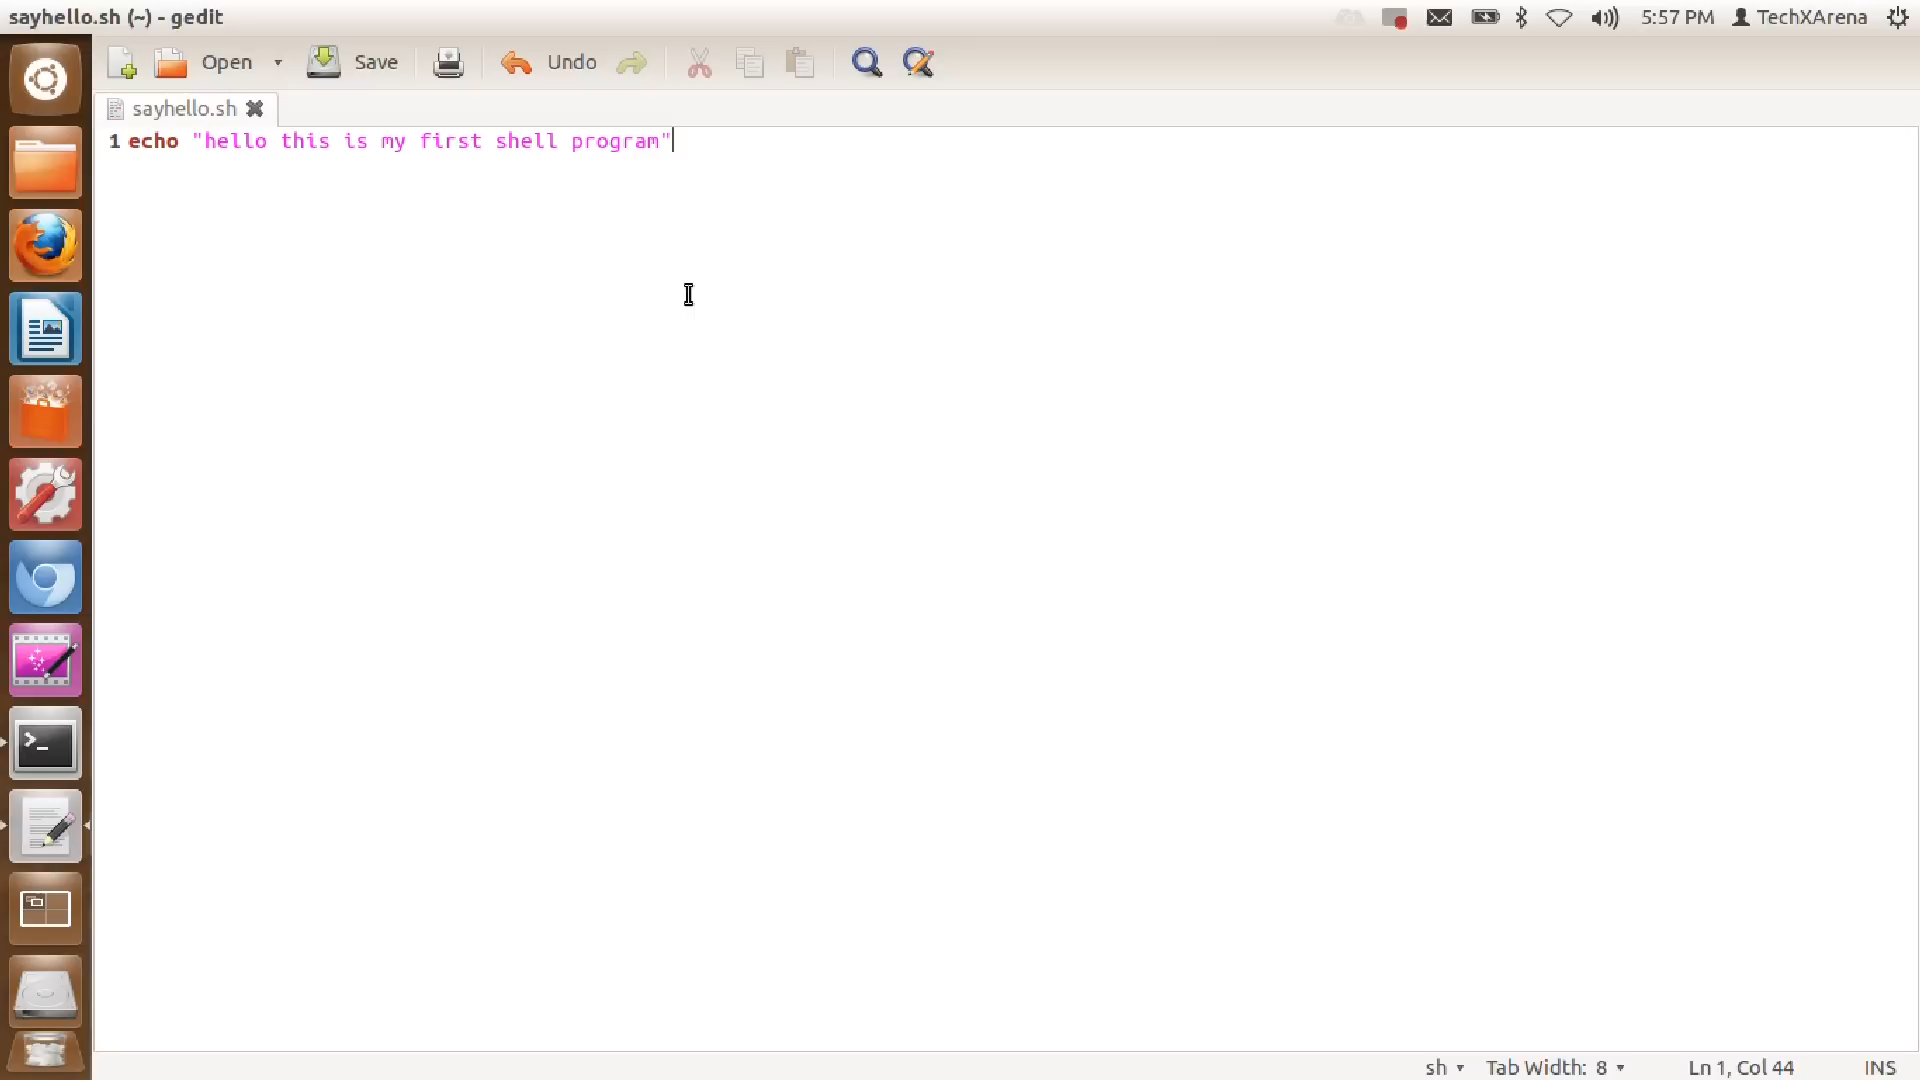 sayhello.sh (~) - gedit
5:57 PM TechXArena
Open Save Undo
sayhello.sh
1 echo "hello this is my first shell program"
>_
sh Tab Width: 8 Ln 1, Col 44 INS